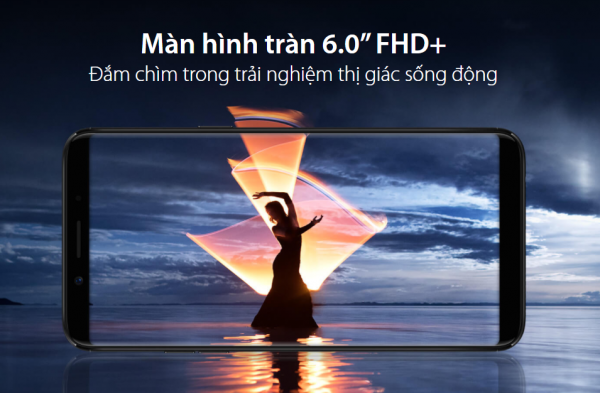 Màn hình tràn 6.0” FHD+
Đắm chìm trong trải nghiệm thị giác sống động